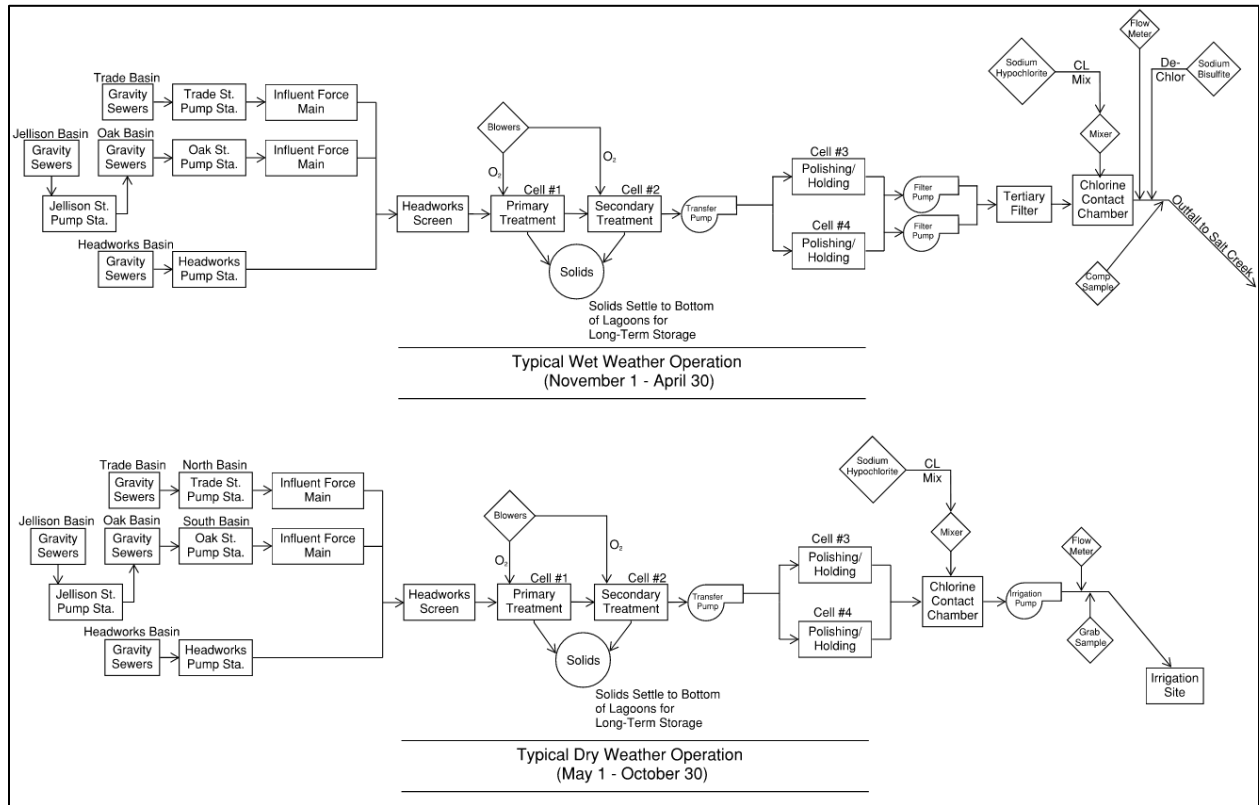 Trade Basin
Gravity
Sewers
Trade St.
Pump Sta.
Influent Force
Main
Jellison Basin
Gravity
Sewers
Jellison St.
Pump Sta.
Oak Basin
Gravity
Sewers
Oak St.
Pump Sta.
Influent Force
Main
Headworks Basin
Gravity
Sewers
Headworks
Pump Sta.
Headworks
Screen
Blowers
O2
O2
Cell #1
Primary
Treatment
Cell #2
Secondary
Treatment
Solids
Solids Settle to Bottom
of Lagoons for
Long-Term Storage
Transfer
Pump
Cell #3
Polishing/
Holding
Cell #4
Polishing/
Holding
Filter
Pump
Filter
Pump
Tertiary
Filter
Sodium
Hypochlorite
CL
Mix
Mixer
Chlorine
Contact
Chamber
Flow
Meter
De-
Chlor
Sodium
Bisulfite
Comp
Sample
Outfall to Salt Creek
Typical Wet Weather Operation
(November 1 - April 30)
Trade Basin
Gravity
Sewers
North Basin
Trade St.
Pump Sta.
Influent Force
Main
Jellison Basin
Gravity
Sewers
Jellison St.
Pump Sta.
Oak Basin
Gravity
Sewers
South Basin
Oak St.
Pump Sta.
Influent Force
Main
Headworks Basin
Gravity
Sewers
Headworks
Pump Sta.
Headworks
Screen
Blowers
O2
O2
Cell #1
Primary
Treatment
Cell #2
Secondary
Treatment
Solids
Solids Settle to Bottom
of Lagoons for
Long-Term Storage
Transfer
Pump
Cell #3
Polishing/
Holding
Cell #4
Polishing/
Holding
Sodium
Hypochlorite
CL
Mix
Mixer
Chlorine
Contact
Chamber
Irrigation
Pump
Flow
Meter
Grab
Sample
Irrigation
Site
Typical Dry Weather Operation
(May 1 - October 30)